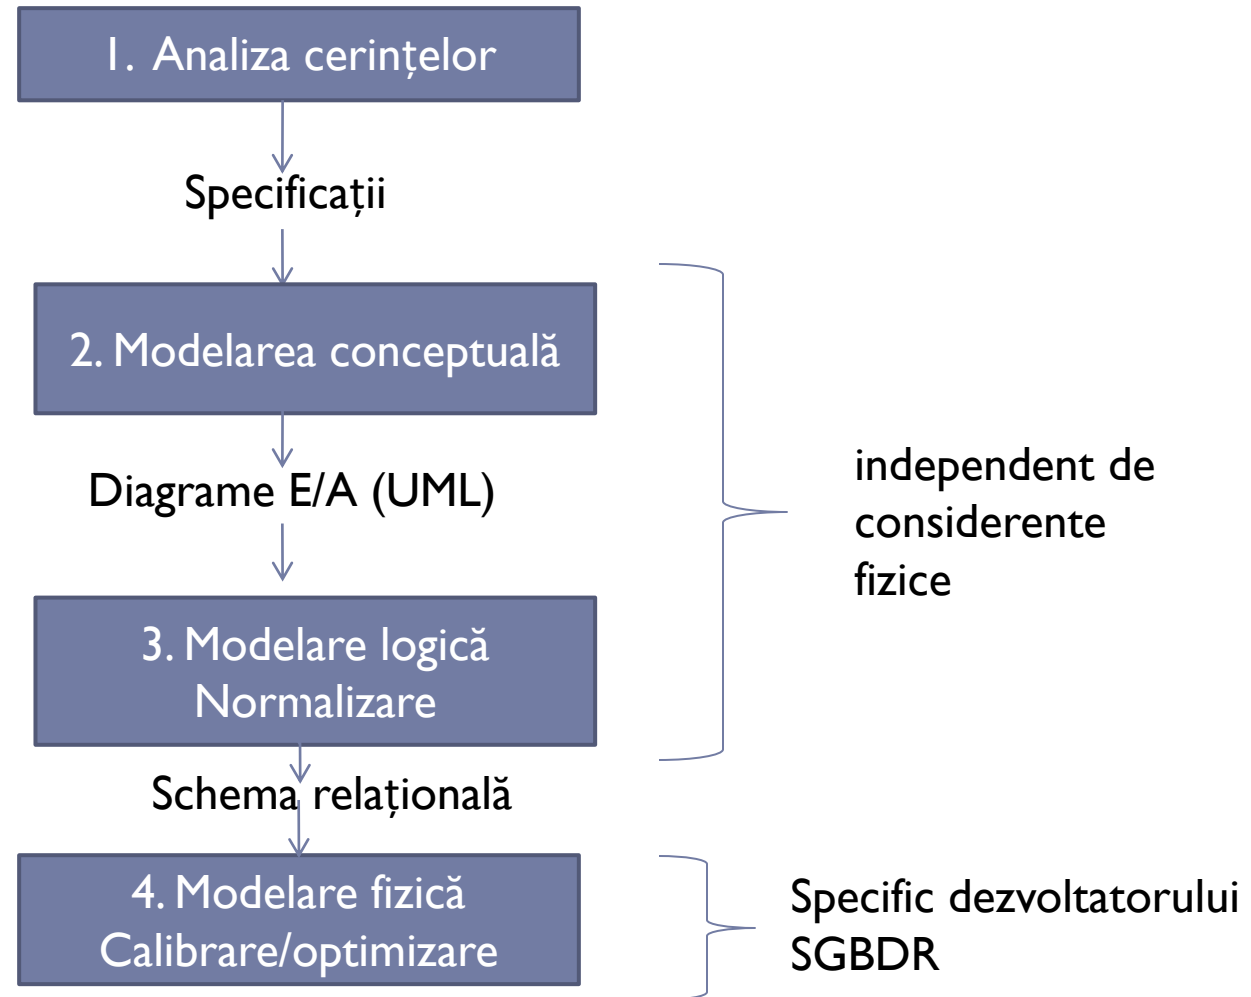 1. Analiza cerințelor
Specificații
2. Modelarea conceptuală
Diagrame E/A (UML)
independent de
considerente
fizice
3. Modelare logică
Normalizare
Schema relațională
4. Modelare fizică
Calibrare/optimizare
Specific dezvoltatorului
SGBDR